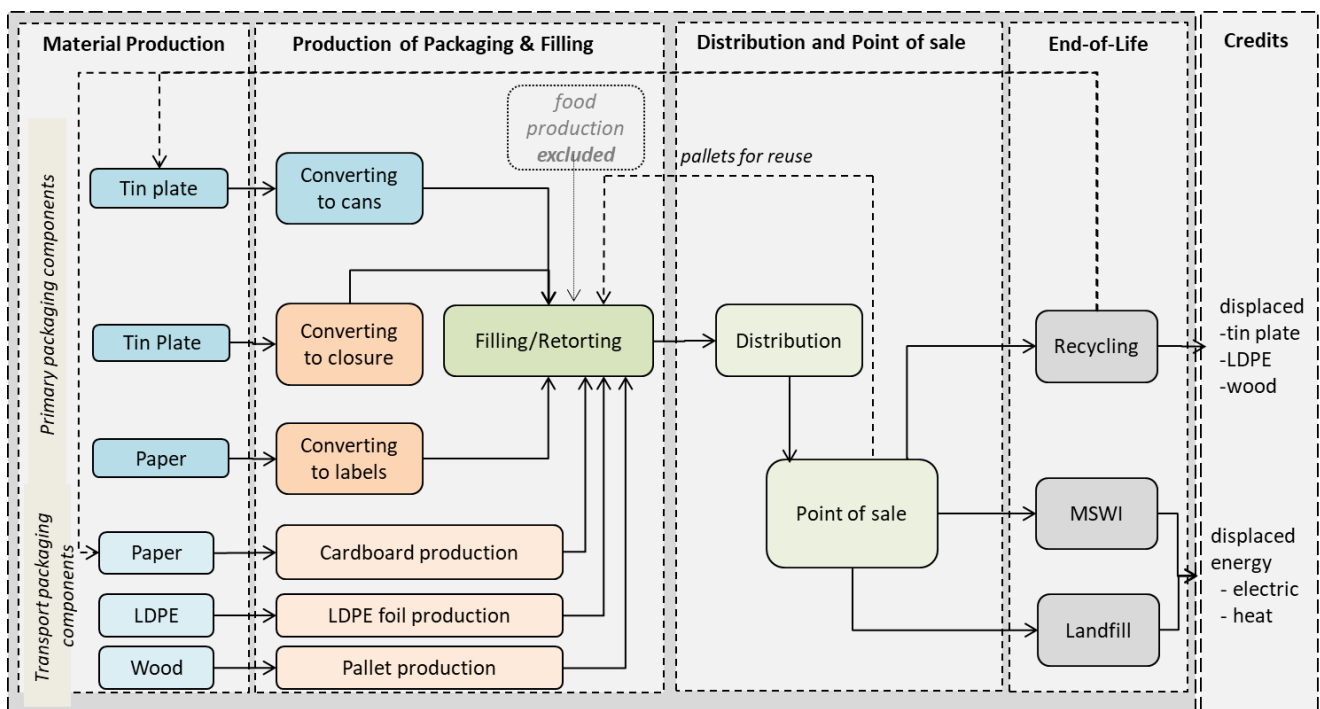 Material Production
Production of Packaging & Filling
Distribution and Point of sale
End-of-Life
Credits
food
production
excluded
pallets for reuse
Primary packaging components
Tin plate
Converting
to cans
Tin Plate
Converting
to closure
Filling/Retorting
Distribution
Recycling
displaced
-tin plate
-LDPE
-wood
Paper
Converting
to labels
Point of sale
MSWI
Transport packaging
components
Paper
Cardboard production
displaced
energy
- electric
- heat
LDPE
LDPE foil production
Landfill
Wood
Pallet production